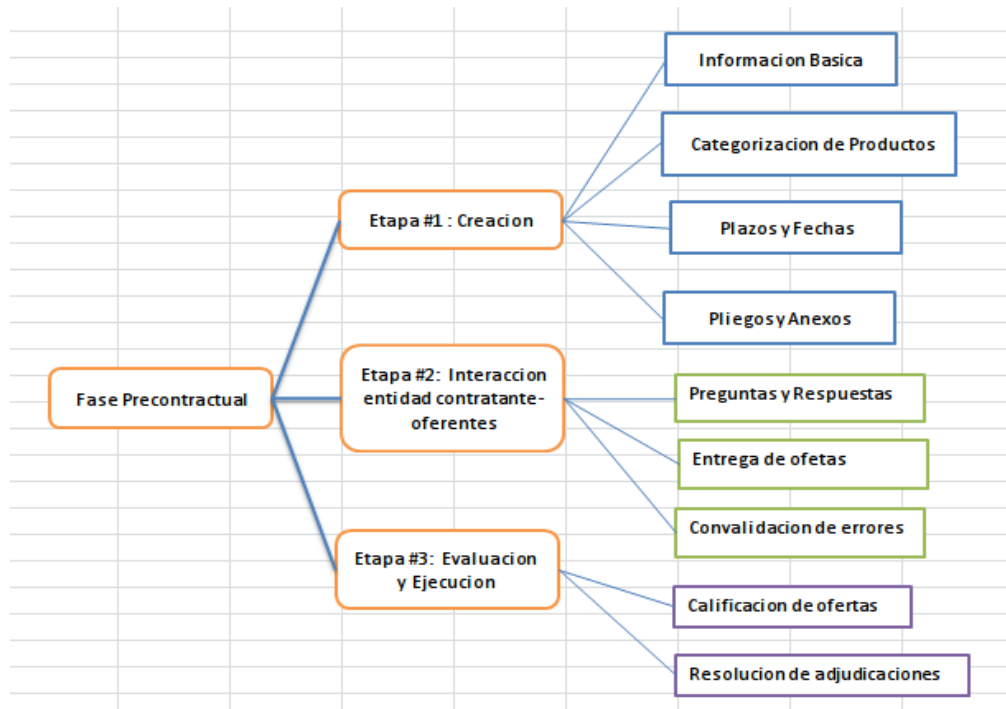 Fase Precontractual
Etapa #1 : Creacion
Informacion Basica
Categorizacion de Productos
Plazos y Fechas
Pliegos y Anexos
Etapa #2: Interaccion
entidad contratante-
oferentes
Preguntas y Respuestas
Entrega de ofetas
Convalidacion de errores
Etapa #3: Evaluacion
y Ejecucion
Calificacion de ofertas
Resolucion de adjudicaciones